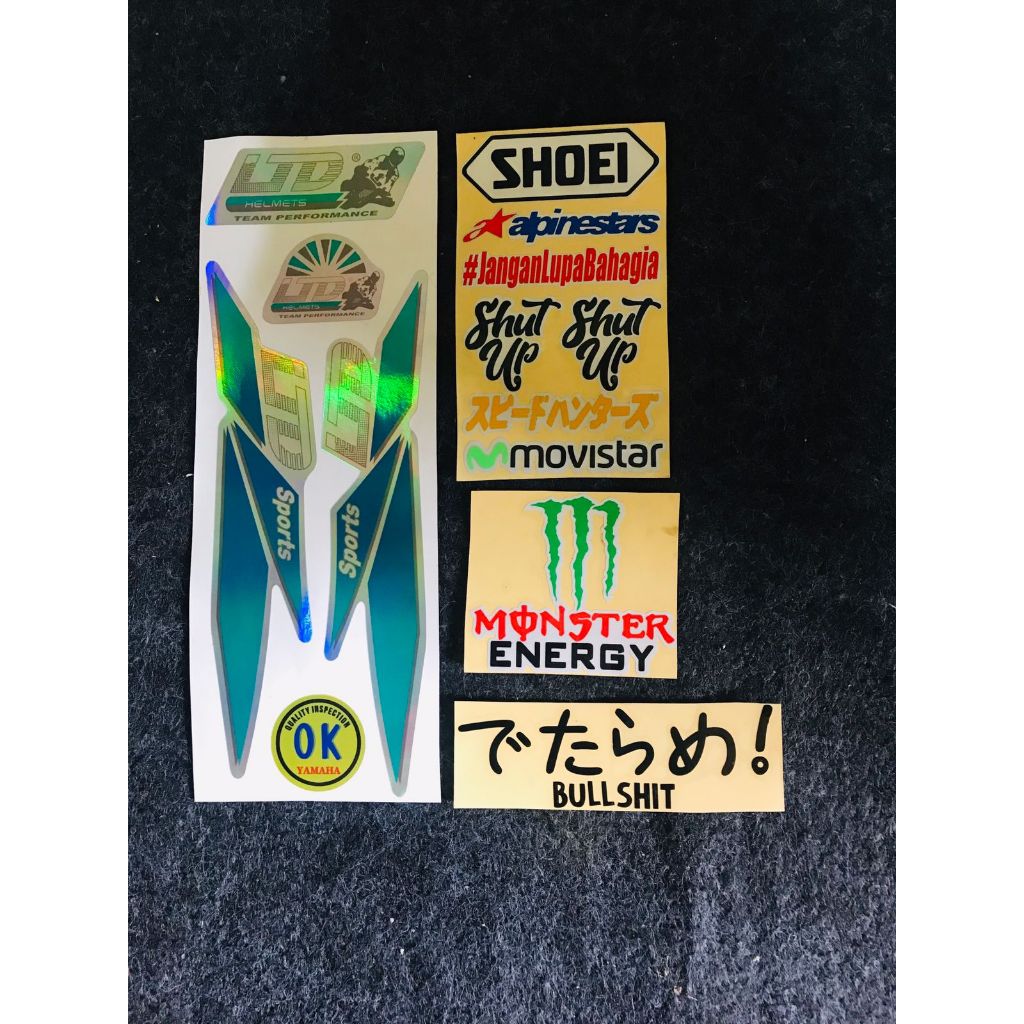 LTD®
HELMETS
TEAM PERFORMANCE
LTD
HELMETS
TEAM PERFORMANCE
LTD
LTD
Sports
Sports
QUALITY INSPECTION
OK
YAMAHA
SHOEI
alpinestars
#JanganLupaBahagia
Shut Up
Shut Up
スピードハンターズ
movistar
MONSTER
ENERGY
でたらめ!
BULLSHIT